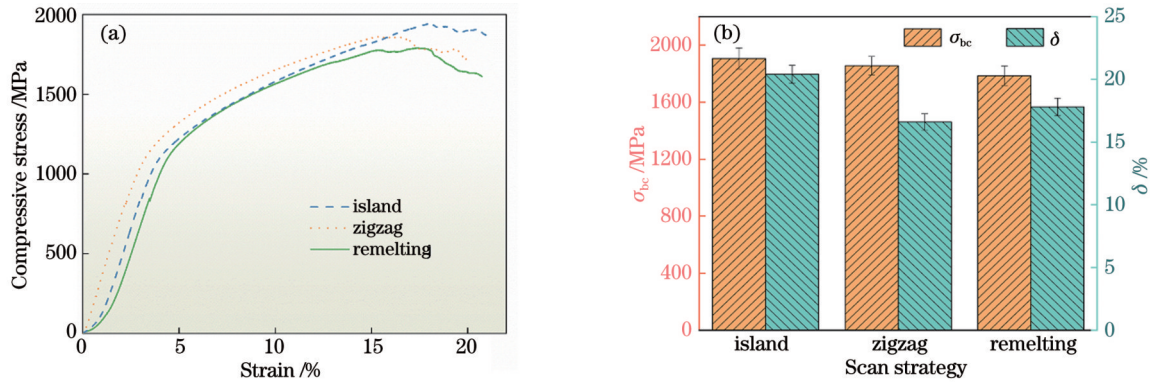 (a)
Compressive stress /MPa
2000
1500
1000
500
0
island
zigzag
remelting
0 5 10 15 20
Strain /%
(b)
σbc δ
σbc /MPa
2000
1600
1200
800
400
0
25
20
15
10
5
0
δ /%
island zigzag remelting
Scan strategy